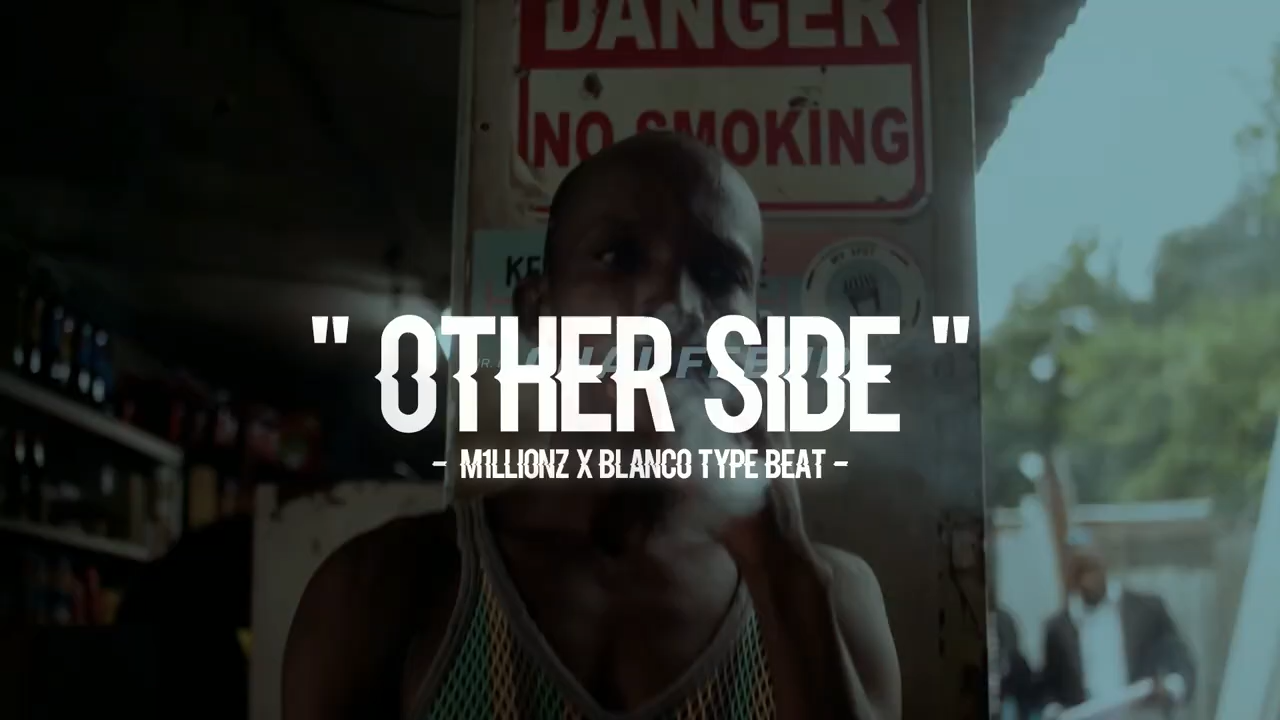 DANGER
NO SMOKING
" OTHER SIDE "
- M1LLIONZ X BLANCO TYPE BEAT -